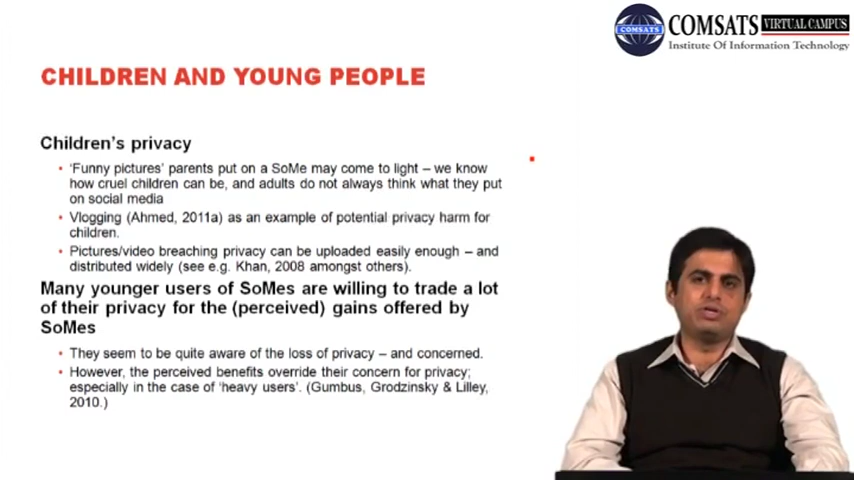 COMSATS VIRTUAL CAMPUS
Institute Of Information Technology
COMSATS
CHILDREN AND YOUNG PEOPLE
Children's privacy
• 'Funny pictures' parents put on a SoMe may come to light – we know
how cruel children can be, and adults do not always think what they put
on social media
• Vlogging (Ahmed, 2011a) as an example of potential privacy harm for
children.
• Pictures/video breaching privacy can be uploaded easily enough – and
distributed widely (see e.g. Khan, 2008 amongst others).
Many younger users of SoMes are willing to trade a lot
of their privacy for the (perceived) gains offered by
SoMes
• They seem to be quite aware of the loss of privacy – and concerned.
• However, the perceived benefits override their concern for privacy;
especially in the case of 'heavy users'. (Gumbus, Grodzinsky & Lilley,
2010.)